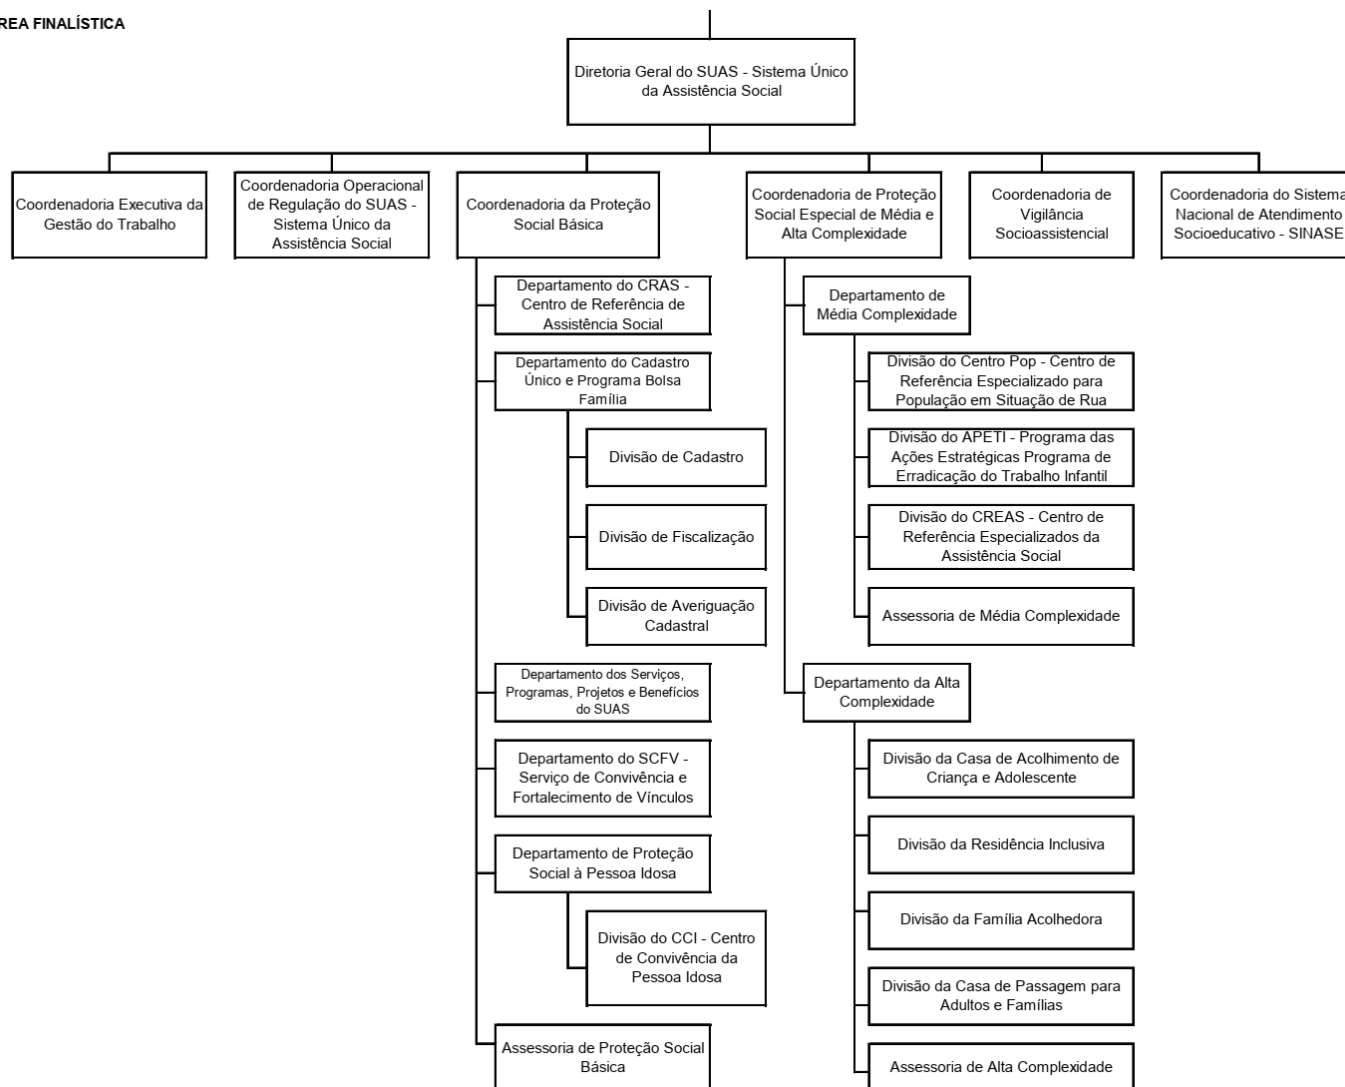 REA FINALÍSTICA
Diretoria Geral do SUAS - Sistema Único
da Assistência Social
Coordenadoria Executiva da
Gestão do Trabalho
Coordenadoria Operacional
de Regulação do SUAS -
Sistema Único da
Assistência Social
Coordenadoria da Proteção
Social Básica
Coordenadoria de Proteção
Social Especial de Média e
Alta Complexidade
Coordenadoria de
Vigilância
Socioassistencial
Coordenadoria do Sistema
Nacional de Atendimento
Socioeducativo - SINASE
Departamento do CRAS -
Centro de Referência de
Assistência Social
Departamento do Cadastro
Único e Programa Bolsa
Família
Divisão de Cadastro
Divisão de Fiscalização
Divisão de Averiguação
Cadastral
Departamento dos Serviços,
Programas, Projetos e Benefícios
do SUAS
Departamento do SCFV -
Serviço de Convivência e
Fortalecimento de Vínculos
Departamento de Proteção
Social à Pessoa Idosa
Divisão do CCI - Centro
de Convivência da
Pessoa Idosa
Assessoria de Proteção Social
Básica
Departamento de
Média Complexidade
Divisão do Centro Pop - Centro de
Referência Especializado para
População em Situação de Rua
Divisão do APETI - Programa das
Ações Estratégicas Programa de
Erradicação do Trabalho Infantil
Divisão do CREAS - Centro de
Referência Especializados da
Assistência Social
Assessoria de Média Complexidade
Departamento da Alta
Complexidade
Divisão da Casa de Acolhimento de
Criança e Adolescente
Divisão da Residência Inclusiva
Divisão da Família Acolhedora
Divisão da Casa de Passagem para
Adultos e Famílias
Assessoria de Alta Complexidade